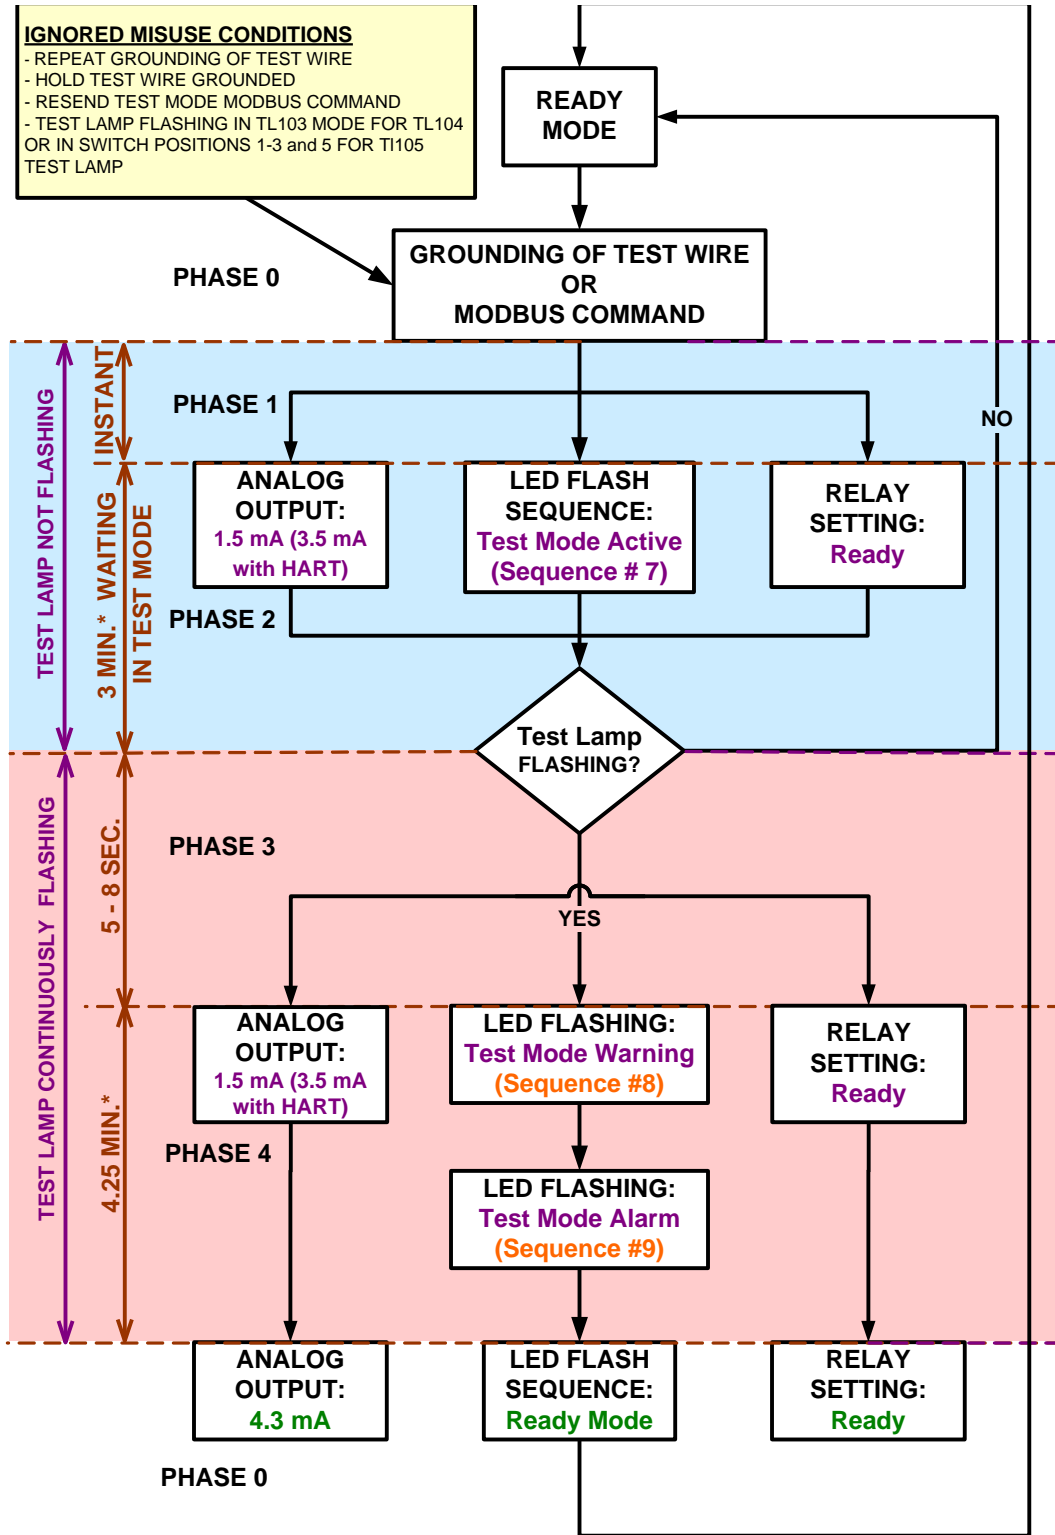 IGNORED MISUSE CONDITIONS
- REPEAT GROUNDING OF TEST WIRE
- HOLD TEST WIRE GROUNDED
- RESEND TEST MODE MODBUS COMMAND
- TEST LAMP FLASHING IN TL103 MODE FOR TL104
OR IN SWITCH POSITIONS 1-3 and 5 FOR Tl105
TEST LAMP
READY
MODE
PHASE 0
GROUNDING OF TEST WIRE
OR
MODBUS COMMAND
TEST LAMP NOT FLASHING
INSTANT
PHASE 1
NO
3 MIN.* WAITING
IN TEST MODE
ANALOG
OUTPUT:
1.5 mA (3.5 mA
with HART)
LED FLASH
SEQUENCE:
Test Mode Active
(Sequence # 7)
RELAY
SETTING:
Ready
PHASE 2
Test Lamp
FLASHING?
TEST LAMP CONTINUOUSLY FLASHING
5 - 8 SEC.
PHASE 3
YES
4.25 MIN.*
ANALOG
OUTPUT:
1.5 mA (3.5 mA
with HART)
LED FLASHING:
Test Mode Warning
(Sequence #8)
RELAY
SETTING:
Ready
PHASE 4
LED FLASHING:
Test Mode Alarm
(Sequence #9)
ANALOG
OUTPUT:
4.3 mA
LED FLASH
SEQUENCE:
Ready Mode
RELAY
SETTING:
Ready
PHASE 0